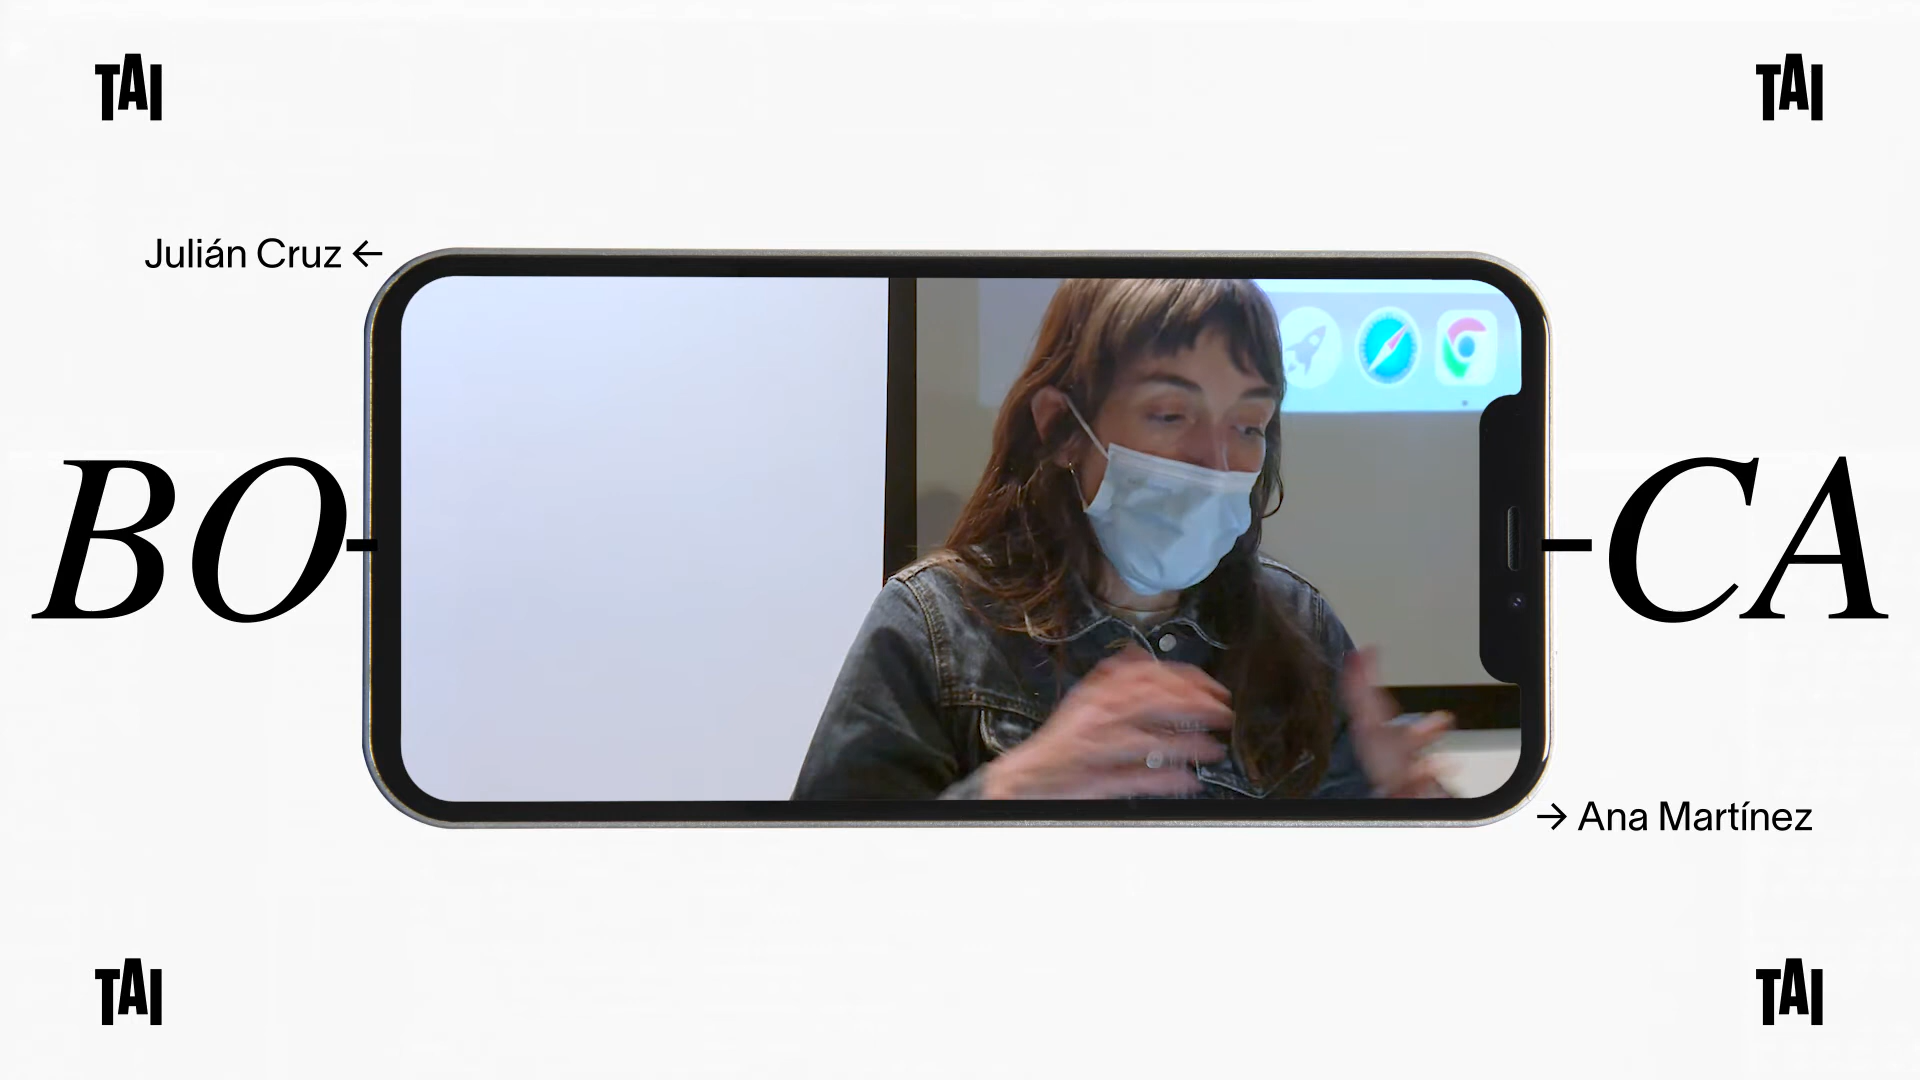 TAI
TAI
Julián Cruz ←
BO-
-CA
→ Ana Martínez
TAI
TAI